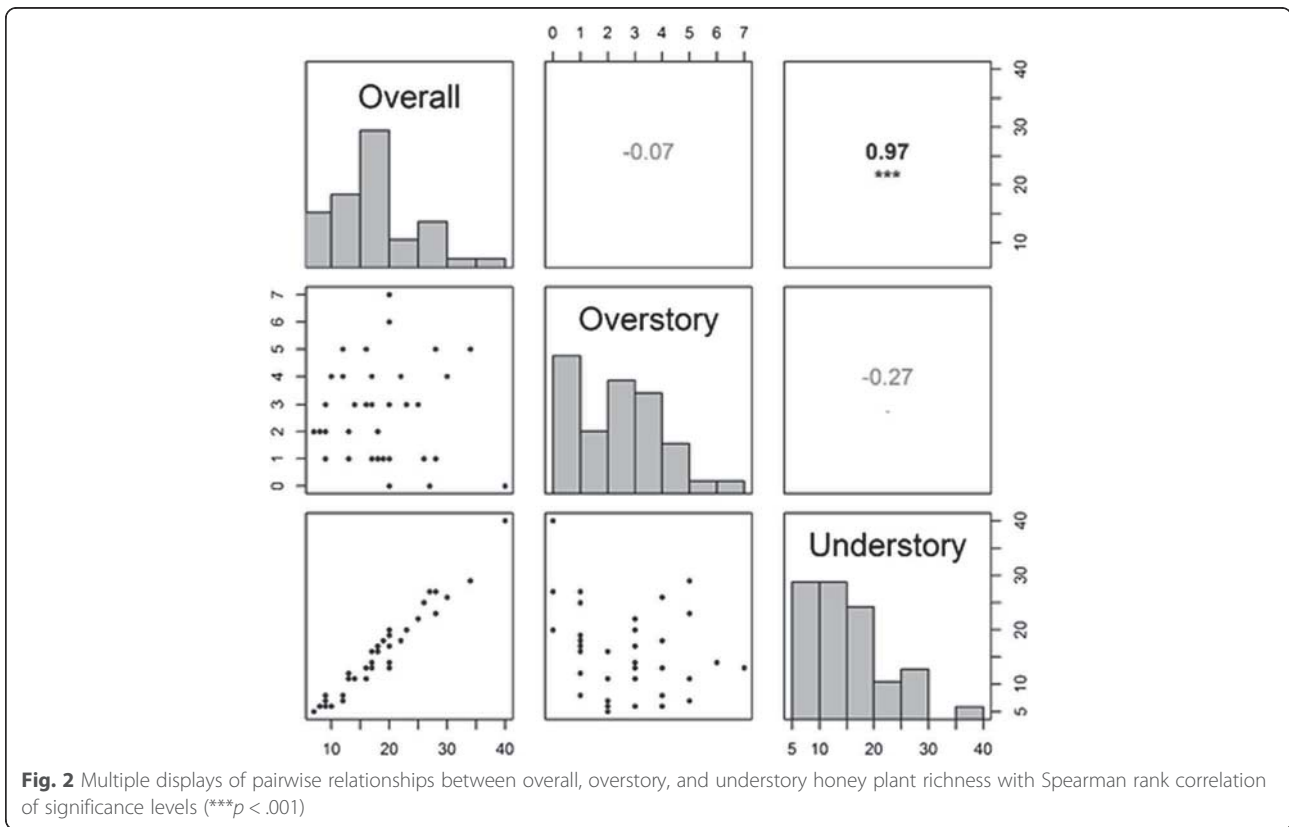 0 1 2 3 4 5 6 7
Overall
-0.07
0.97
***
40
30
20
10
7
6
5
4
3
2
1
0
Overstory
-0.27
.
Understory
40
30
20
10
5
10 20 30 40
5 10 20 30 40
Fig. 2 Multiple displays of pairwise relationships between overall, overstory, and understory honey plant richness with Spearman rank correlation
of significance levels (***p < .001)